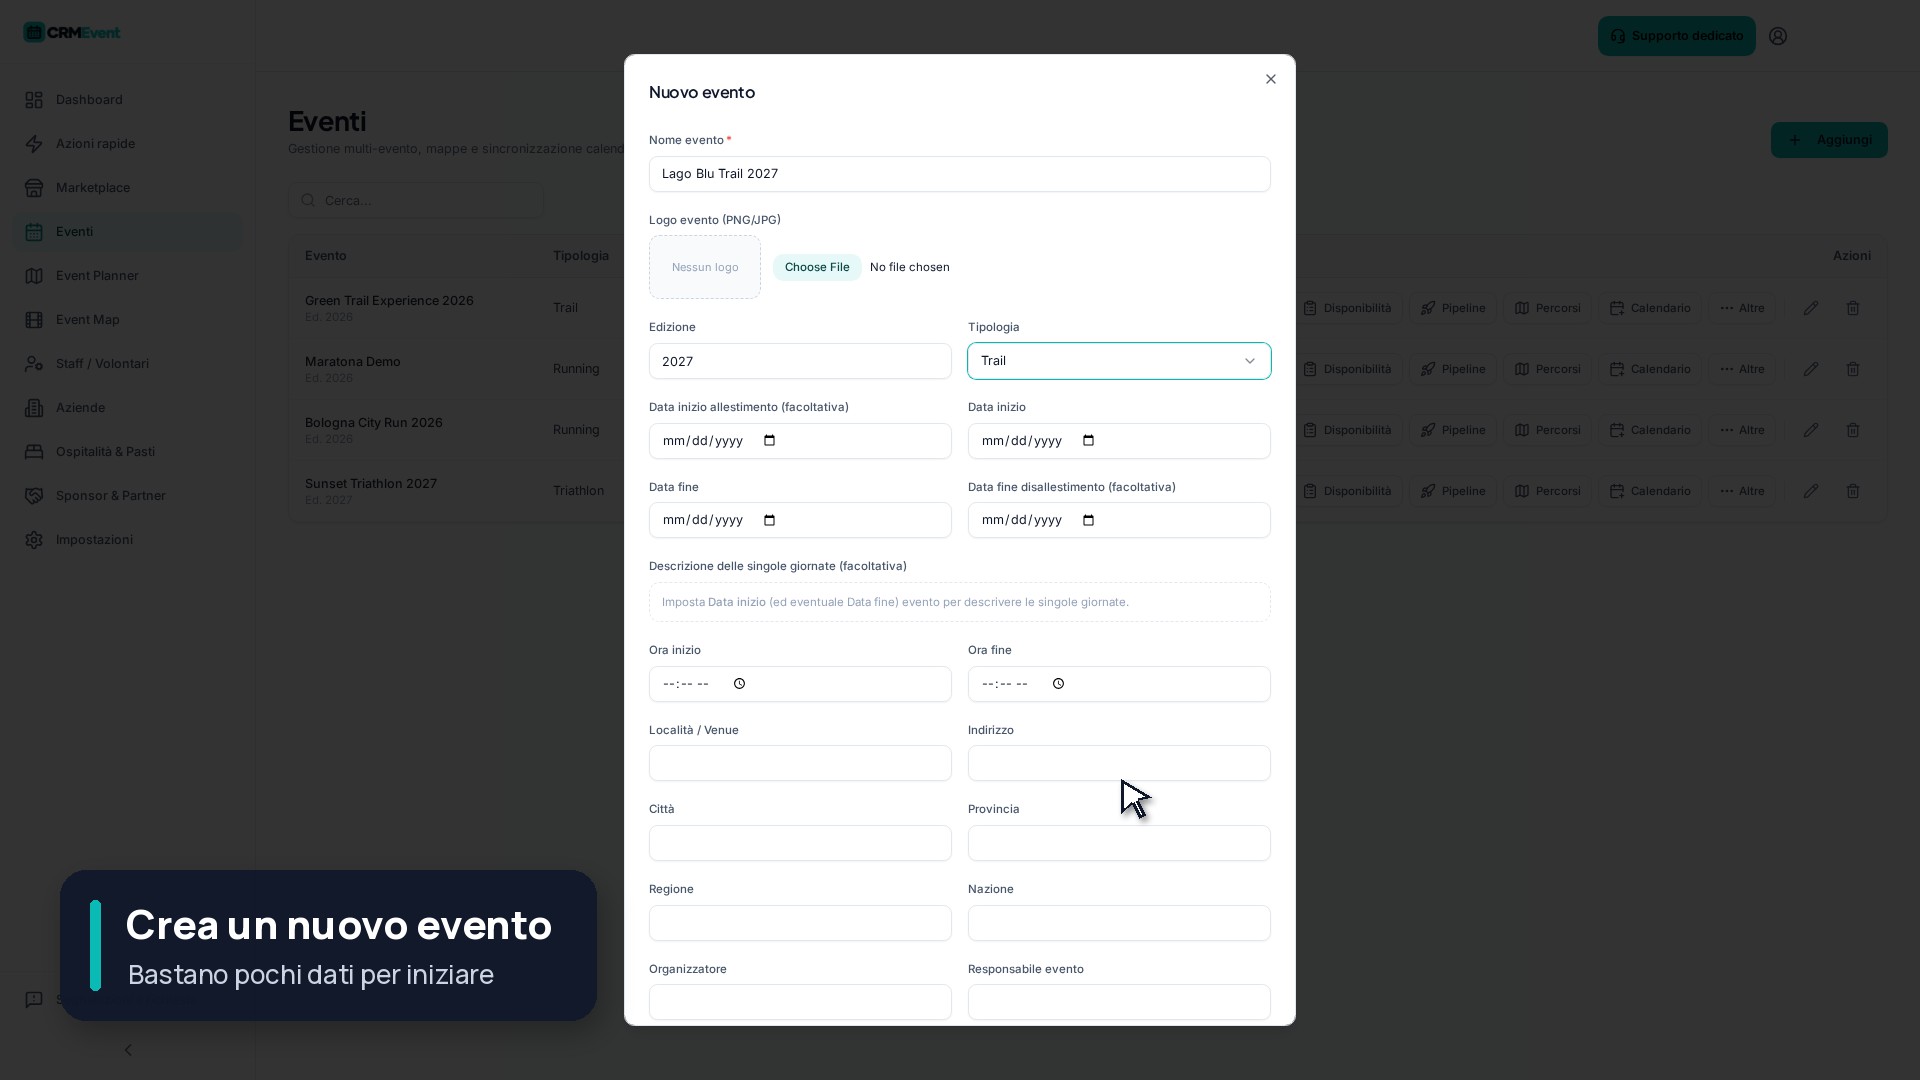 CRMEvent
Supporto dedicato
Dashboard
Azioni rapide
Marketplace
Eventi
Event Planner
Event Map
Staff / Volontari
Aziende
Ospitalità & Pasti
Sponsor & Partner
Impostazioni
Eventi
Gestione multi-evento, mappe e sincronizzazione calend
Aggiungi
Cerca...
Evento
Tipologia
Azioni
Green Trail Experience 2026
Ed. 2026
Trail
Disponibilità
Pipeline
Percorsi
Calendario
Altre
Maratona Demo
Ed. 2026
Running
Disponibilità
Pipeline
Percorsi
Calendario
Altre
Bologna City Run 2026
Ed. 2026
Running
Disponibilità
Pipeline
Percorsi
Calendario
Altre
Sunset Triathlon 2027
Ed. 2027
Triathlon
Disponibilità
Pipeline
Percorsi
Calendario
Altre
Nuovo evento
Nome evento *
Lago Blu Trail 2027
Logo evento (PNG/JPG)
Nessun logo
Choose File No file chosen
Edizione
Tipologia
2027
Trail
Data inizio allestimento (facoltativa)
Data inizio
mm/dd/yyyy
mm/dd/yyyy
Data fine
Data fine disallestimento (facoltativa)
mm/dd/yyyy
mm/dd/yyyy
Descrizione delle singole giornate (facoltativa)
Imposta Data inizio (ed eventuale Data fine) evento per descrivere le singole giornate.
Ora inizio
Ora fine
--:-- --
--:-- --
Località / Venue
Indirizzo
Città
Provincia
Regione
Nazione
Organizzatore
Responsabile evento
Crea un nuovo evento
Bastano pochi dati per iniziare